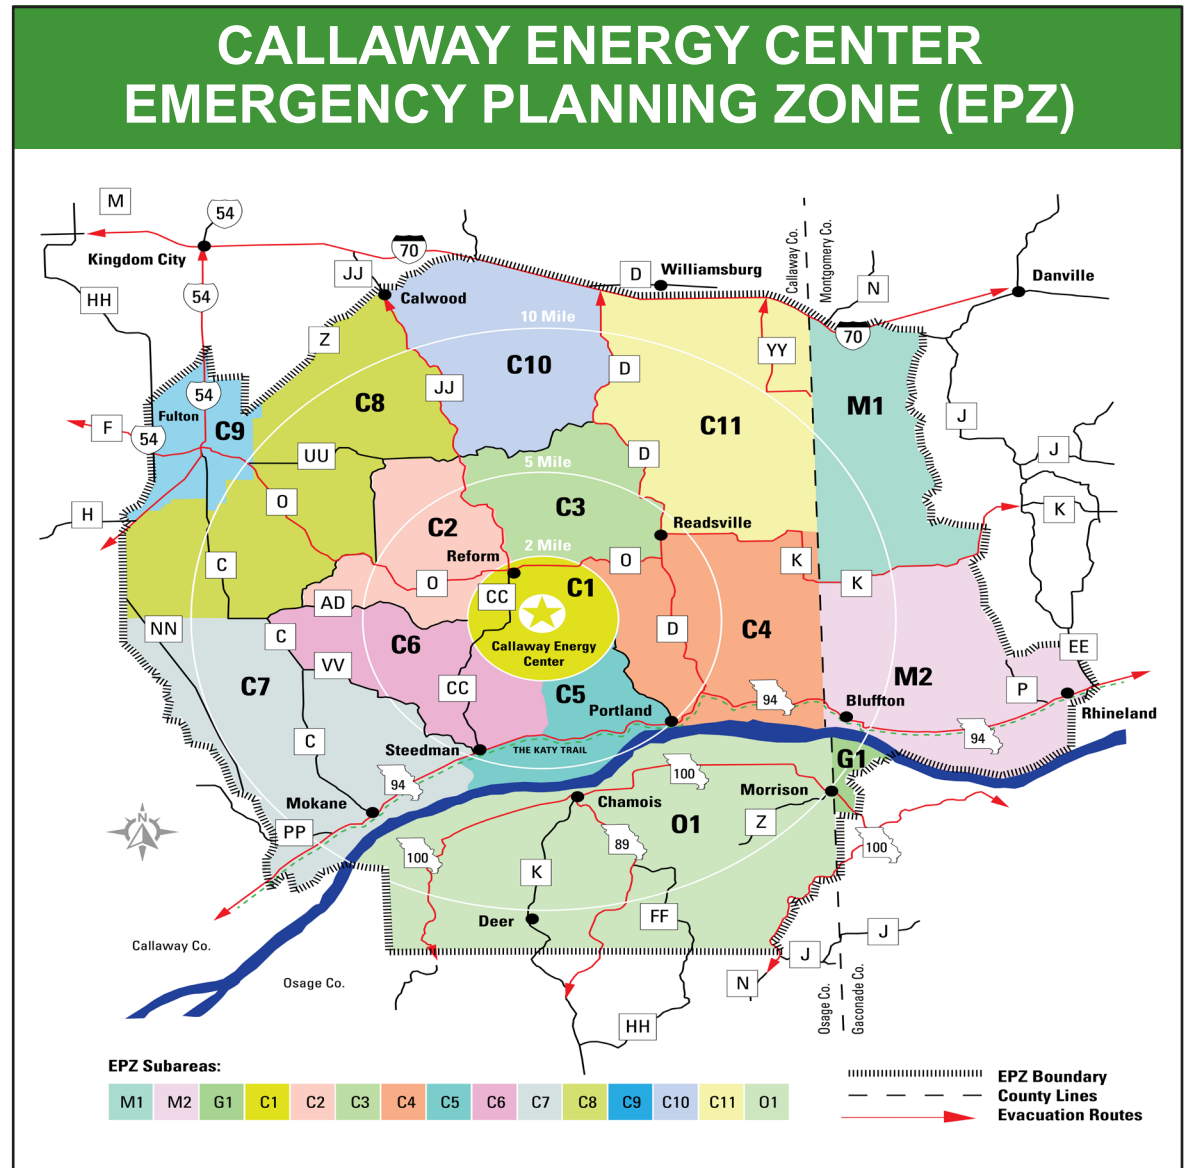 CALLAWAY ENERGY CENTER
EMERGENCY PLANNING ZONE (EPZ)
M
54
Kingdom City
70
JJ
D
Williamsburg
Callaway Co.
Montgomery Co.
N
Danville
HH
54
Calwood
Z
10 Mile
70
YY
C10
D
JJ
54
Fulton
C8
M1
F
54
C9
C11
J
UU
5 Mile
D
J
O
C3
H
C2
Readsville
K
2 Mile
Reform
O
K
C
O
C1
K
CC
AD
NN
C
C6
D
C4
Callaway Energy
Center
EE
VV
C7
CC
C5
M2
P
94
Bluffton
Portland
Rhineland
C
Steedman
THE KATY TRAIL
94
G1
94
100
Mokane
Chamois
Morrison
N
PP
O1
Z
100
89
100
K
Deer
FF
J
Callaway Co.
J
Osage Co.
N
Osage Co.
Gaconade Co.
HH
EPZ Subareas:
M1 M2 G1 C1 C2 C3 C4 C5 C6 C7 C8 C9 C10 C11 O1
EPZ Boundary
County Lines
Evacuation Routes